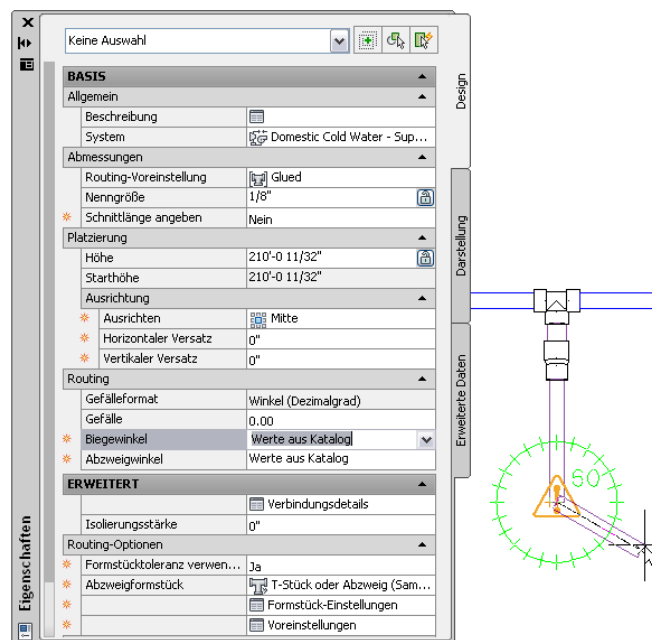 Keine Auswahl
BASIS
Allgemein
Beschreibung
System Domestic Cold Water - Sup...
Abmessungen
Routing-Voreinstellung Glued
Nenngröße 1/8"
Schnittlänge angeben Nein
Platzierung
Höhe 210'-0 11/32"
Starthöhe 210'-0 11/32"
Ausrichtung
Ausrichten Mitte
Horizontaler Versatz 0"
Vertikaler Versatz 0"
Routing
Gefälleformat Winkel (Dezimalgrad)
Gefälle 0.00
Biegewinkel Werte aus Katalog
Abzweigwinkel Werte aus Katalog
ERWEITERT
Verbindungsdetails
Isolierungsstärke 0"
Routing-Optionen
Formstücktoleranz verwen... Ja
Abzweigformstück T-Stück oder Abzweig (Sam...
Formstück-Einstellungen
Voreinstellungen
Eigenschaften
Design
Darstellung
Erweiterte Daten
60